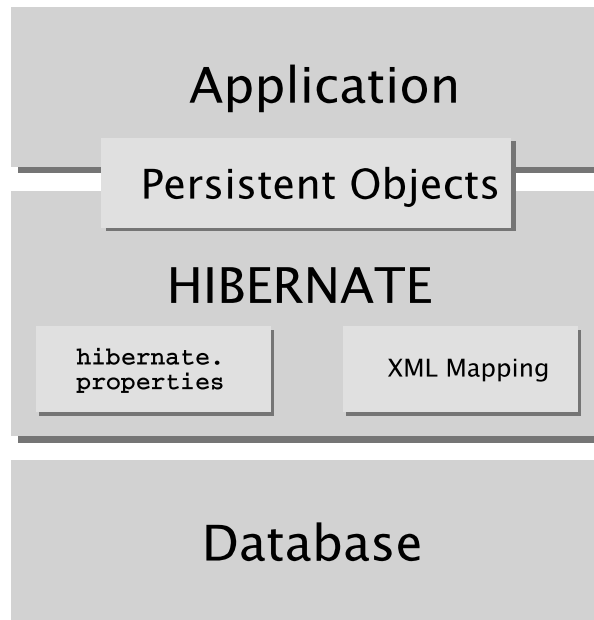 Application
Persistent Objects
HIBERNATE
hibernate.
properties
XML Mapping
Database